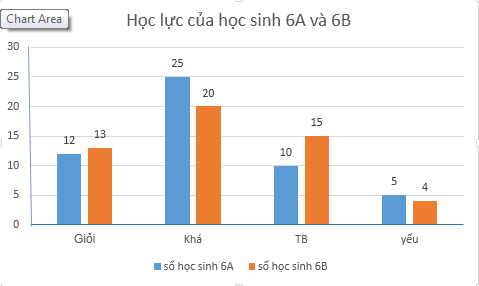 Chart Area
Học lực của học sinh 6A và 6B
30
25
20
15
10
5
0
12
13
25
20
10
15
5
4
Giỏi
Khá
TB
yếu
số học sinh 6A
số học sinh 6B